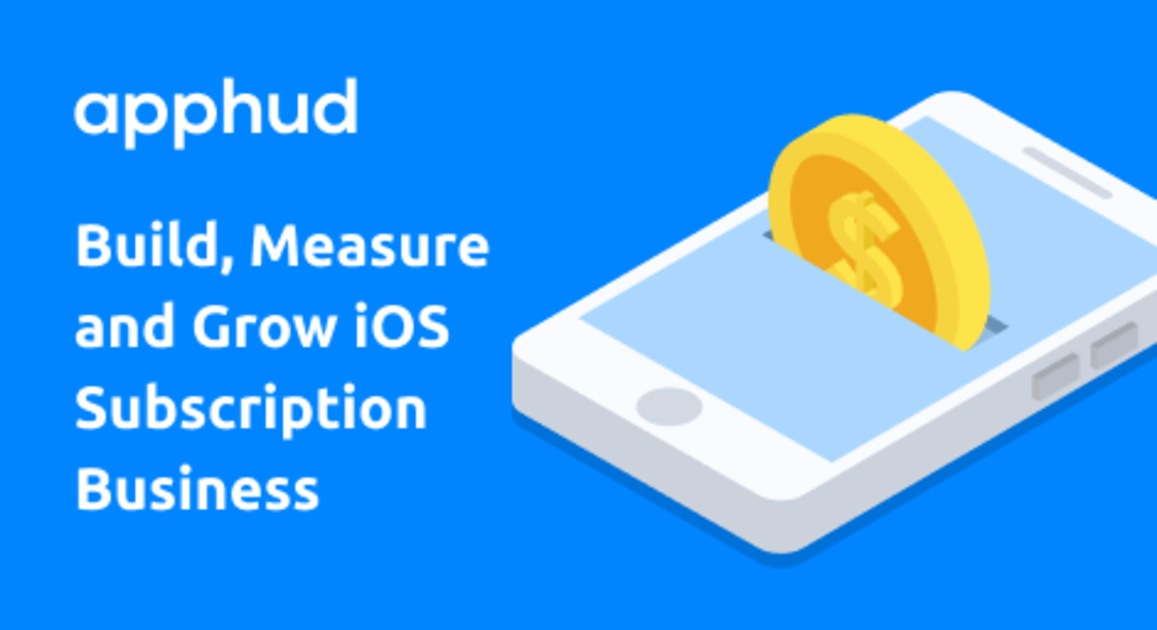 apphud
Build, Measure
and Grow iOS
Subscription
Business
$